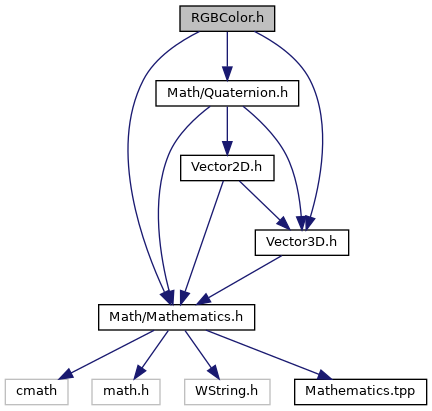 RGBColor.h
Math/Quaternion.h
Vector2D.h
Vector3D.h
Math/Mathematics.h
cmath
math.h
WString.h
Mathematics.tpp